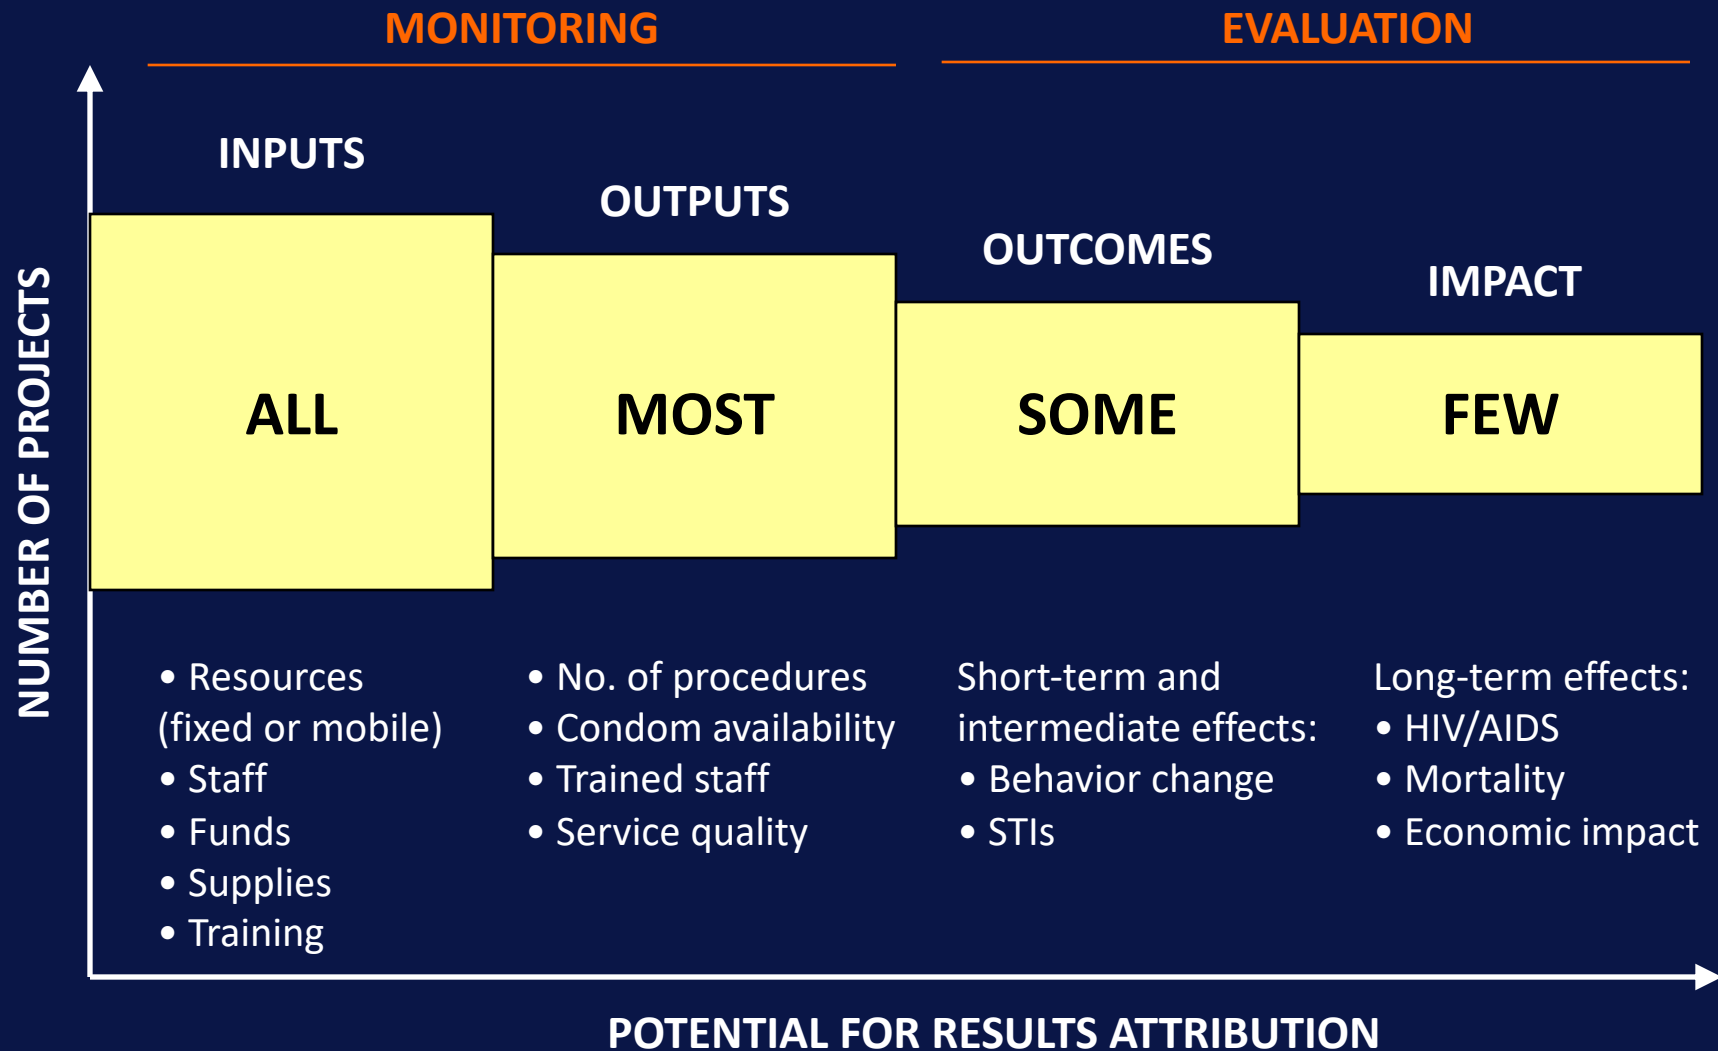 MONITORING
EVALUATION
INPUTS
OUTPUTS
OUTCOMES
IMPACT
NUMBER OF PROJECTS
ALL
MOST
SOME
FEW
• Resources
(fixed or mobile)
• Staff
• Funds
• Supplies
• Training
• No. of procedures
• Condom availability
• Trained staff
• Service quality
Short-term and
intermediate effects:
• Behavior change
• STIs
Long-term effects:
• HIV/AIDS
• Mortality
• Economic impact
POTENTIAL FOR RESULTS ATTRIBUTION